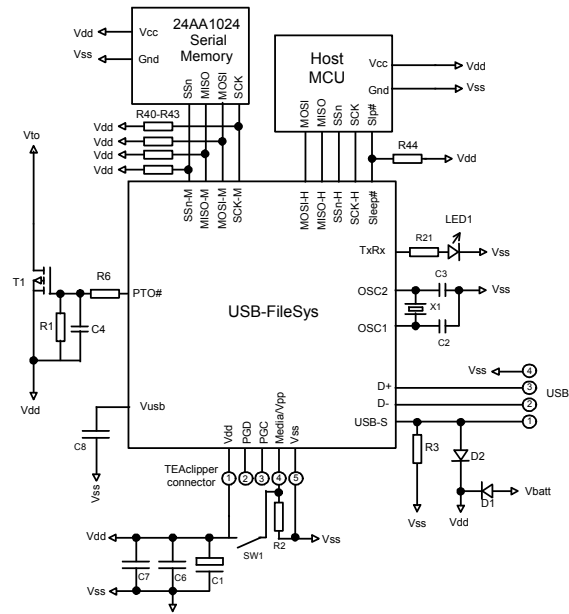 24AA1024
Serial
Memory
Vdd
Vcc
Vss
Gnd
SSn
MISO
MOSI
SCK
Host
MCU
Vcc
Vdd
Gnd
Vss
MOSI
MISO
SSn
SCK
Slp#
R40-R43
Vdd
Vdd
Vdd
Vdd
R44
Vdd
Vto
SSn-M
MISO-M
MOSI-M
SCK-M
MOSI-H
MISO-H
SSn-H
SCK-H
Sleep#
LED1
TxRx
R21
Vss
T1
R6
PTO#
OSC2
C3
Vss
X1
R1
C4
USB-FileSys
OSC1
C2
Vdd
Vss
4
D+
3
USB
D-
2
Vusb
USB-S
1
C8
Vss
Vdd
PGD
PGC
Media/Vpp
Vss
R3
D2
TEAclipper
connector
1
2
3
4
5
D1
Vbatt
Vss
Vdd
Vdd
SW1
R2
Vss
C7
C6
C1
Vss